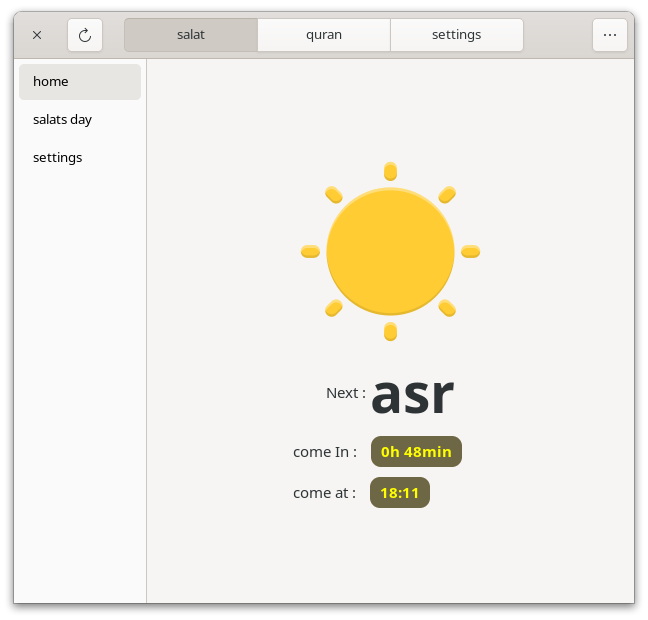 salat quran settings
home
salats day
settings
Next : asr
come In : 0h 48min
come at : 18:11